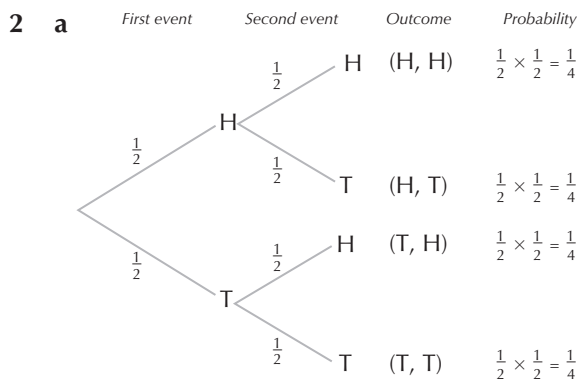 2 a First event Second event Outcome Probability
1/2 H (H, H) 1/2 × 1/2 = 1/4
H
1/2
1/2 T (H, T) 1/2 × 1/2 = 1/4
1/2 H (T, H) 1/2 × 1/2 = 1/4
1/2
T
1/2 T (T, T) 1/2 × 1/2 = 1/4